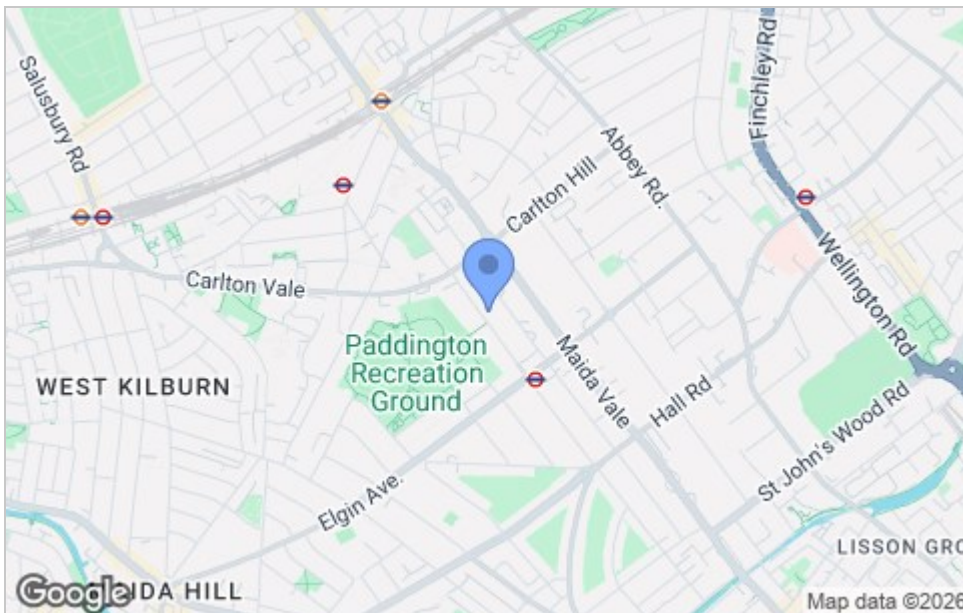 Salusbury Rd
Finchley Rd
Abbey Rd.
Carlton Hill
Wellington Rd
Carlton Vale
Paddington
Recreation
Ground
Maida Vale
WEST KILBURN
Hall Rd
St John's Wood Rd
Elgin Ave.
LISSON GRO
Google
IDA HILL
Map data ©2026